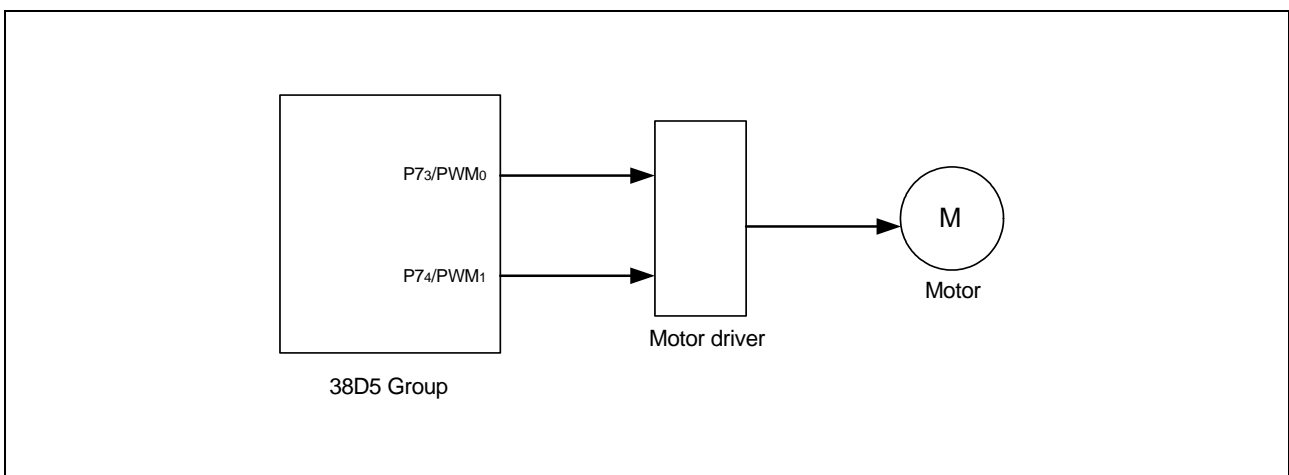 P73/PWM0
P74/PWM1
M
Motor
Motor driver
38D5 Group